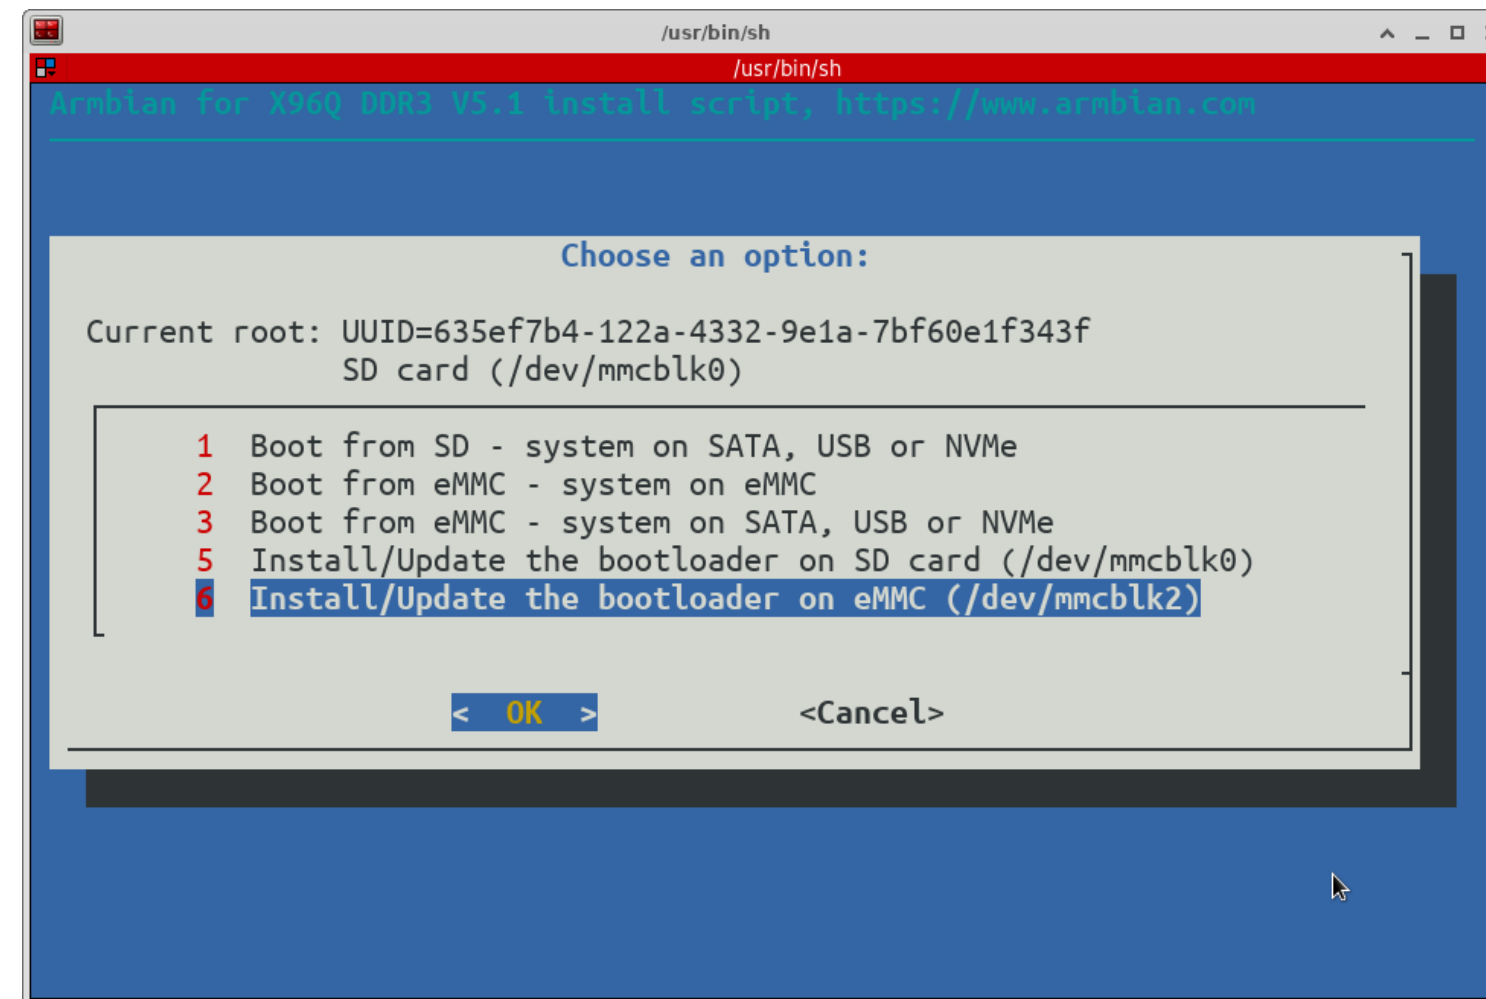 /usr/bin/sh
/usr/bin/sh
Armbian for X96Q DDR3 V5.1 install script, https://www.armbian.com
Choose an option:
Current root: UUID=635ef7b4-122a-4332-9e1a-7bf60e1f343f
SD card (/dev/mmcblk0)
1 Boot from SD - system on SATA, USB or NVMe
2 Boot from eMMC - system on eMMC
3 Boot from eMMC - system on SATA, USB or NVMe
5 Install/Update the bootloader on SD card (/dev/mmcblk0)
6 Install/Update the bootloader on eMMC (/dev/mmcblk2)
< OK > <Cancel>